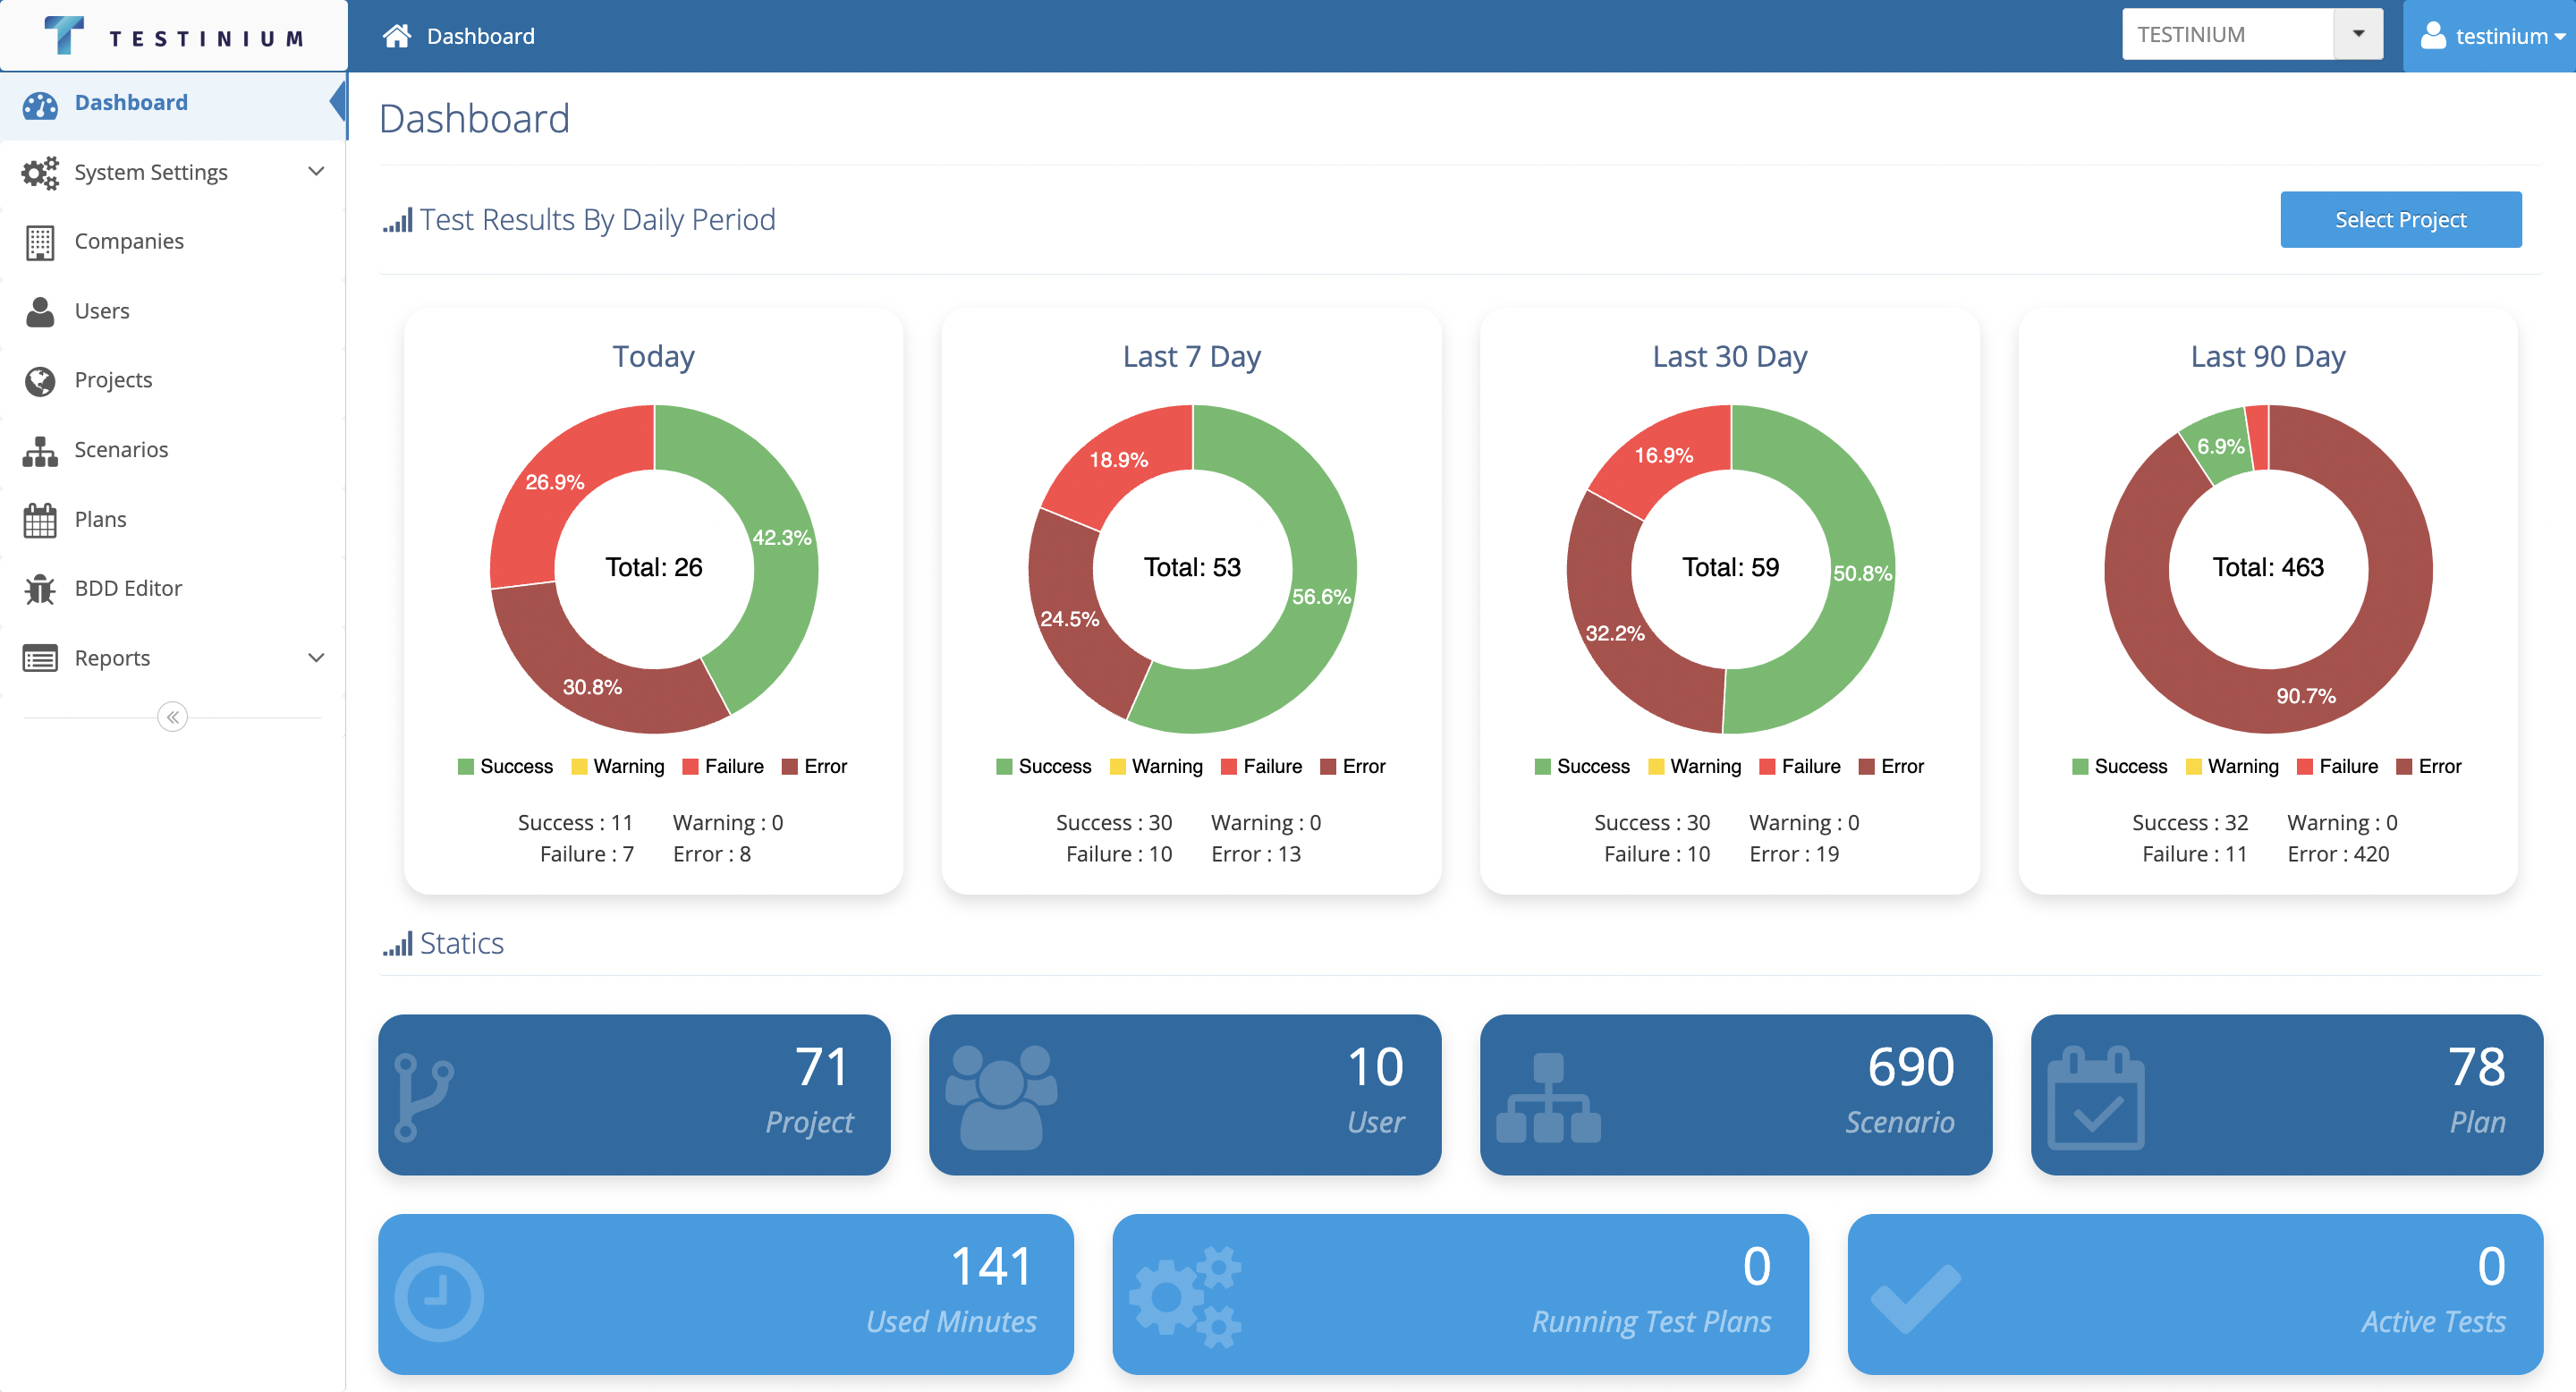 TESTINIUM
Dashboard
TESTINIUM
testinium
Dashboard
System Settings
Companies
Users
Projects
Scenarios
Plans
BDD Editor
Reports
Dashboard
Test Results By Daily Period
Select Project
Today
26.9%
42.3%
Total: 26
30.8%
Success Warning Failure Error
Success : 11 Warning : 0
Failure : 7 Error : 8
Last 7 Day
18.9%
Total: 53
56.6%
24.5%
Success Warning Failure Error
Success : 30 Warning : 0
Failure : 10 Error : 13
Last 30 Day
16.9%
Total: 59
50.8%
32.2%
Success Warning Failure Error
Success : 30 Warning : 0
Failure : 10 Error : 19
Last 90 Day
6.9%
Total: 463
90.7%
Success Warning Failure Error
Success : 32 Warning : 0
Failure : 11 Error : 420
Statics
71
Project
10
User
690
Scenario
78
Plan
141
Used Minutes
0
Running Test Plans
0
Active Tests